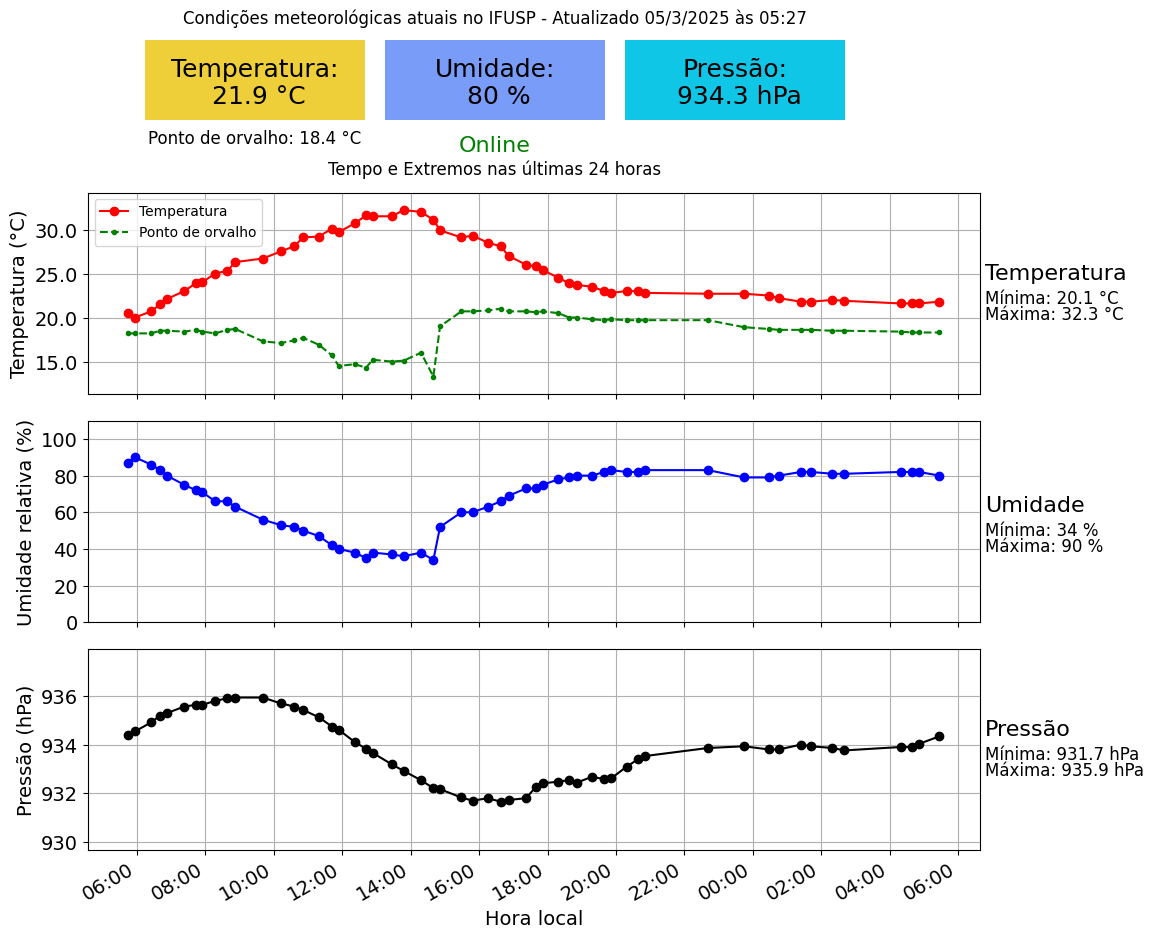 Condições meteorológicas atuais no IFUSP - Atualizado 05/3/2025 às 05:27
Temperatura:
21.9 °C
Umidade:
80 %
Pressão:
934.3 hPa
Ponto de orvalho: 18.4 °C
Online
Tempo e Extremos nas últimas 24 horas
Temperatura (°C)
30.0
25.0
20.0
15.0
Temperatura
Ponto de orvalho
Temperatura
Mínima: 20.1 °C
Máxima: 32.3 °C
Umidade relativa (%)
100
80
60
40
20
0
Umidade
Mínima: 34 %
Máxima: 90 %
Pressão (hPa)
936
934
932
930
Pressão
Mínima: 931.7 hPa
Máxima: 935.9 hPa
06:00 08:00 10:00 12:00 14:00 16:00 18:00 20:00 22:00 00:00 02:00 04:00 06:00
Hora local